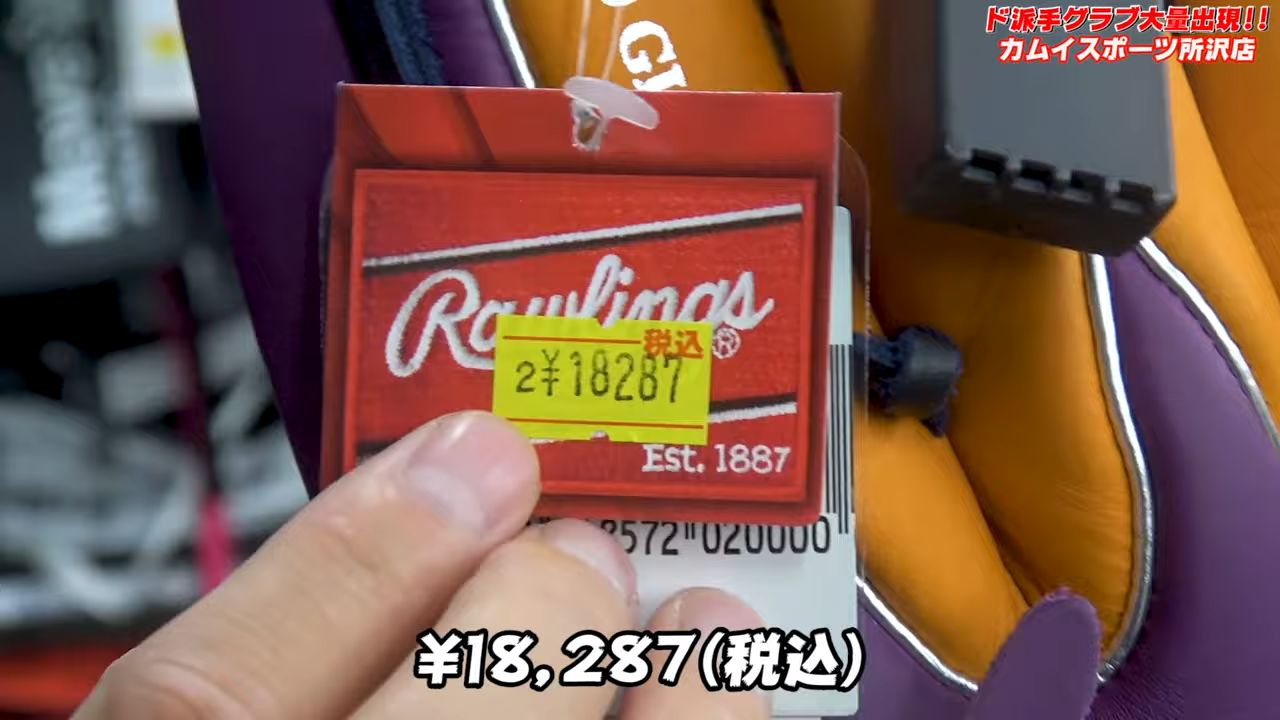 ド派手グラブ大量出現!!
カムイスポーツ所沢店
GL
Rawlings®
税込
2¥18287
Est. 1887
2572"020000
¥18,287(税込)